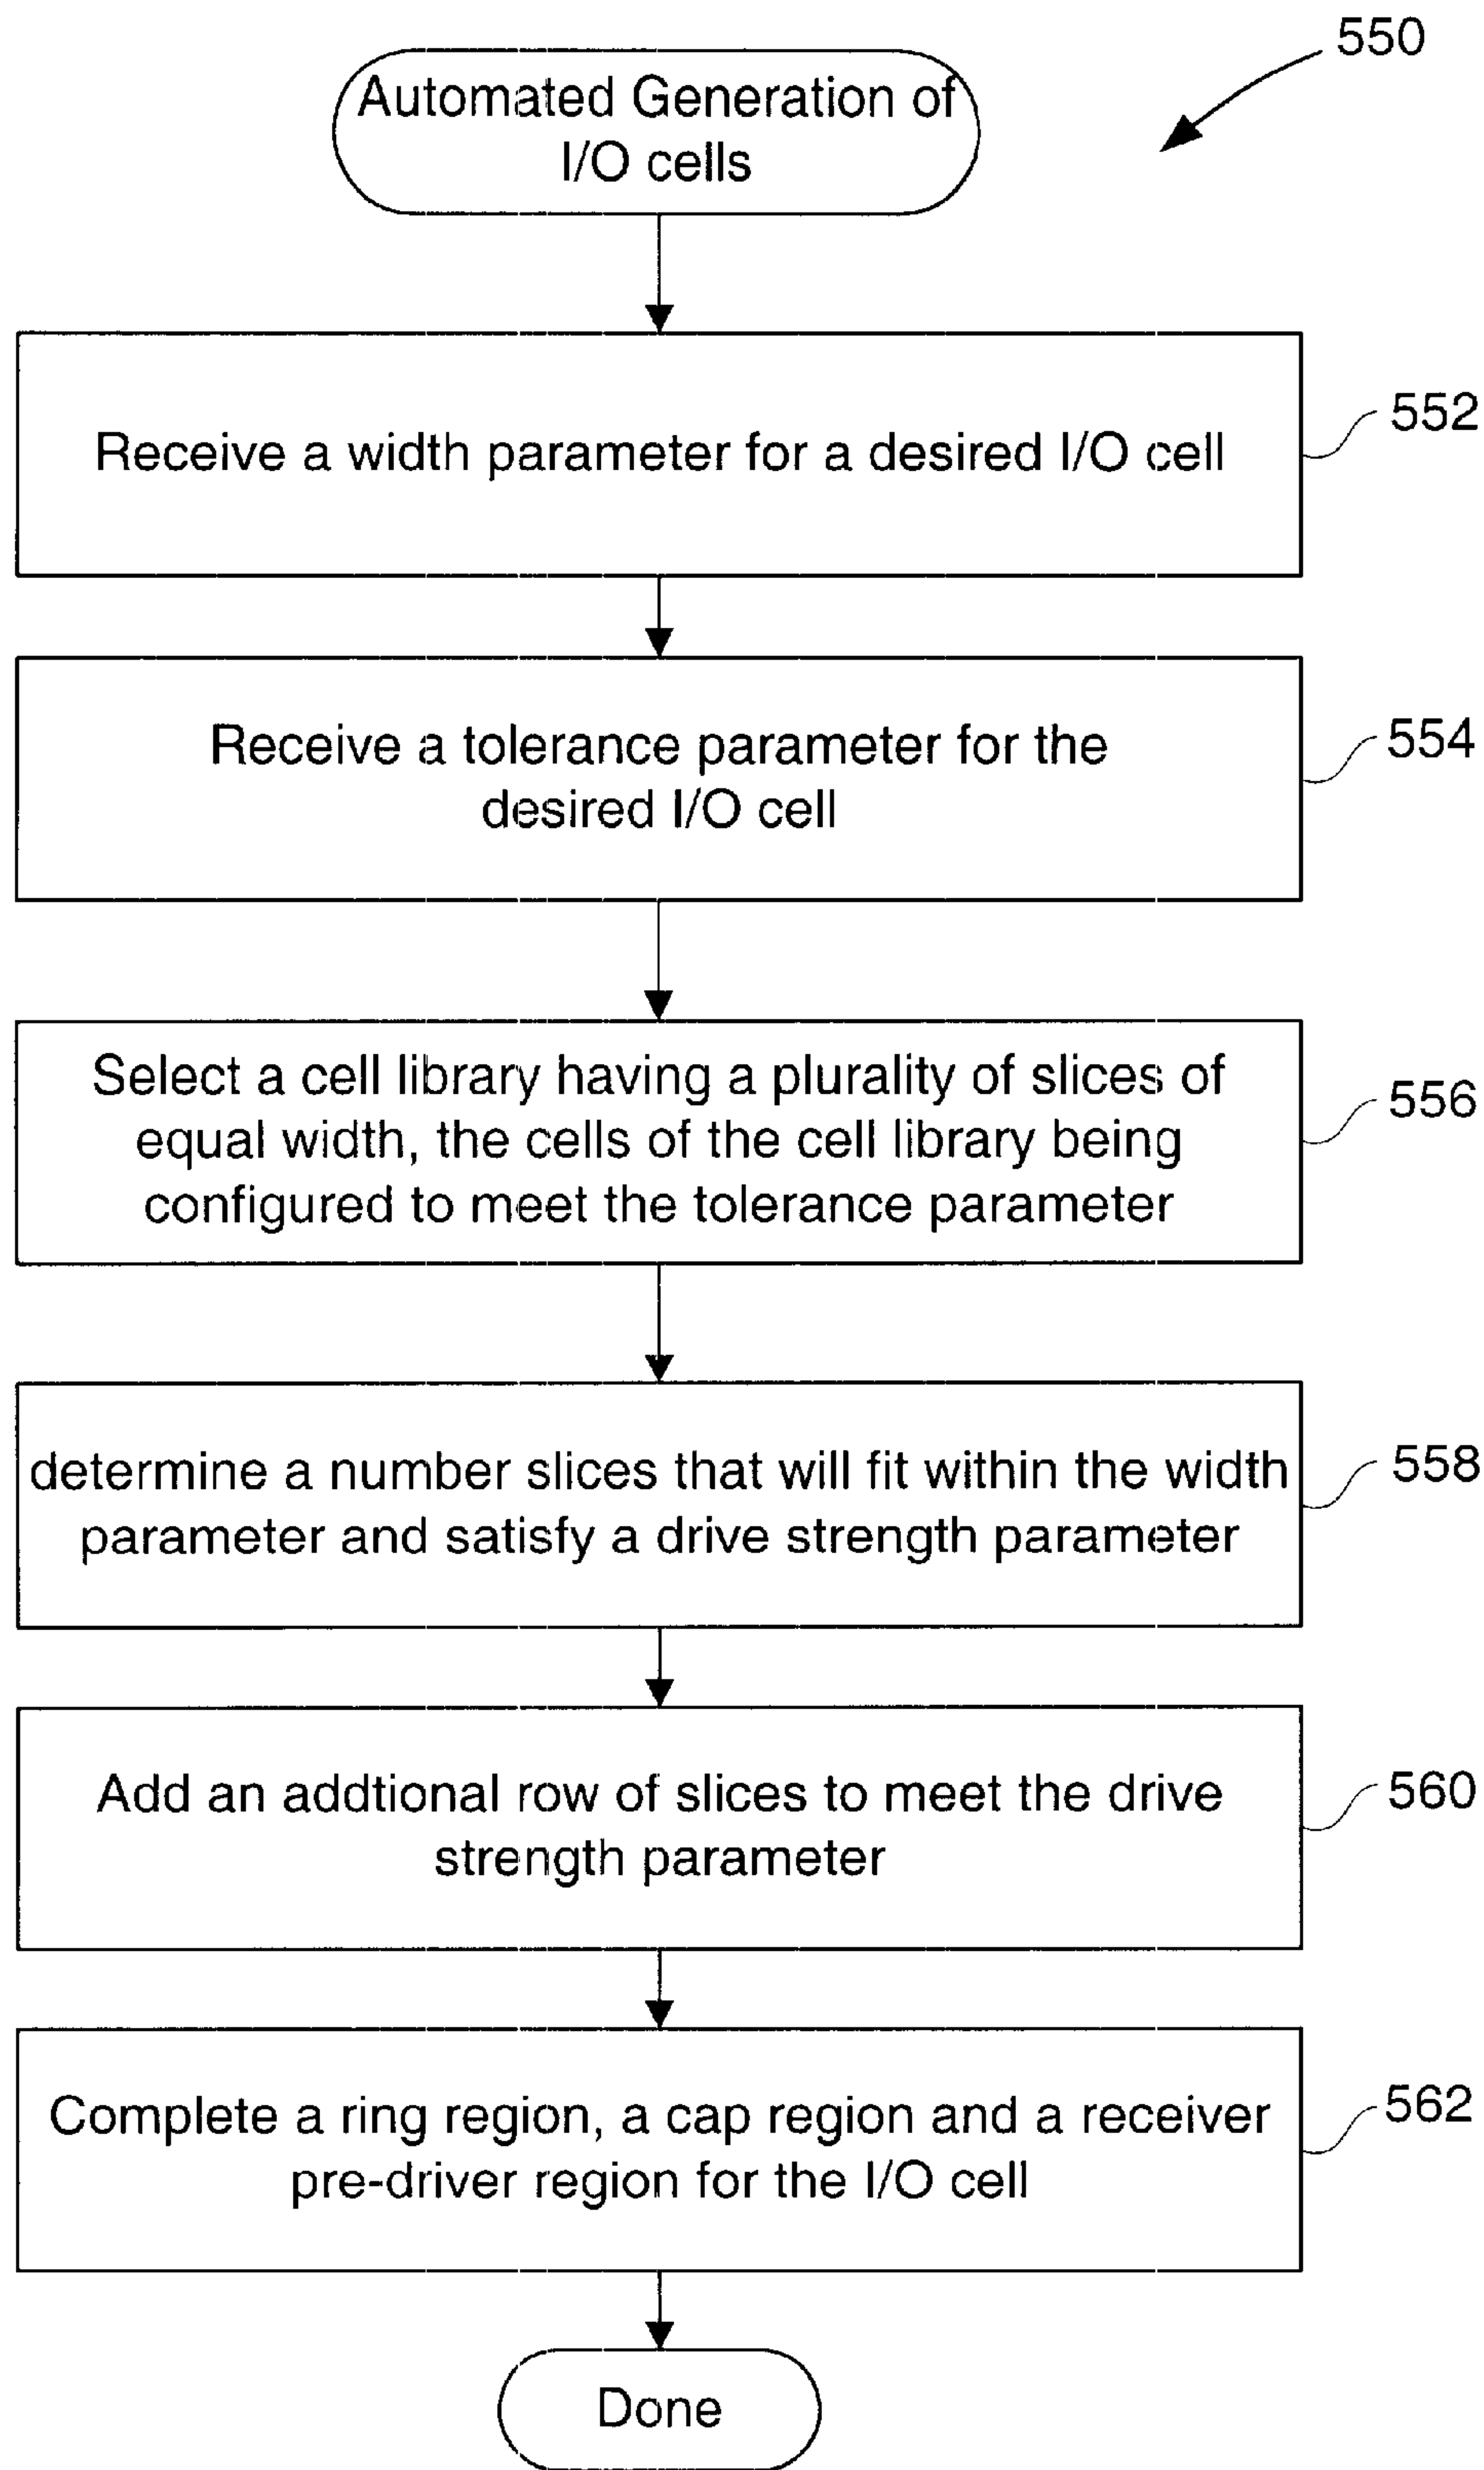 550
Automated Generation of
I/O cells
Receive a width parameter for a desired I/O cell
552
Receive a tolerance parameter for the
desired I/O cell
554
Select a cell library having a plurality of slices of
equal width, the cells of the cell library being
configured to meet the tolerance parameter
556
determine a number slices that will fit within the width
parameter and satisfy a drive strength parameter
558
Add an addtional row of slices to meet the drive
strength parameter
560
Complete a ring region, a cap region and a receiver
pre-driver region for the I/O cell
562
Done